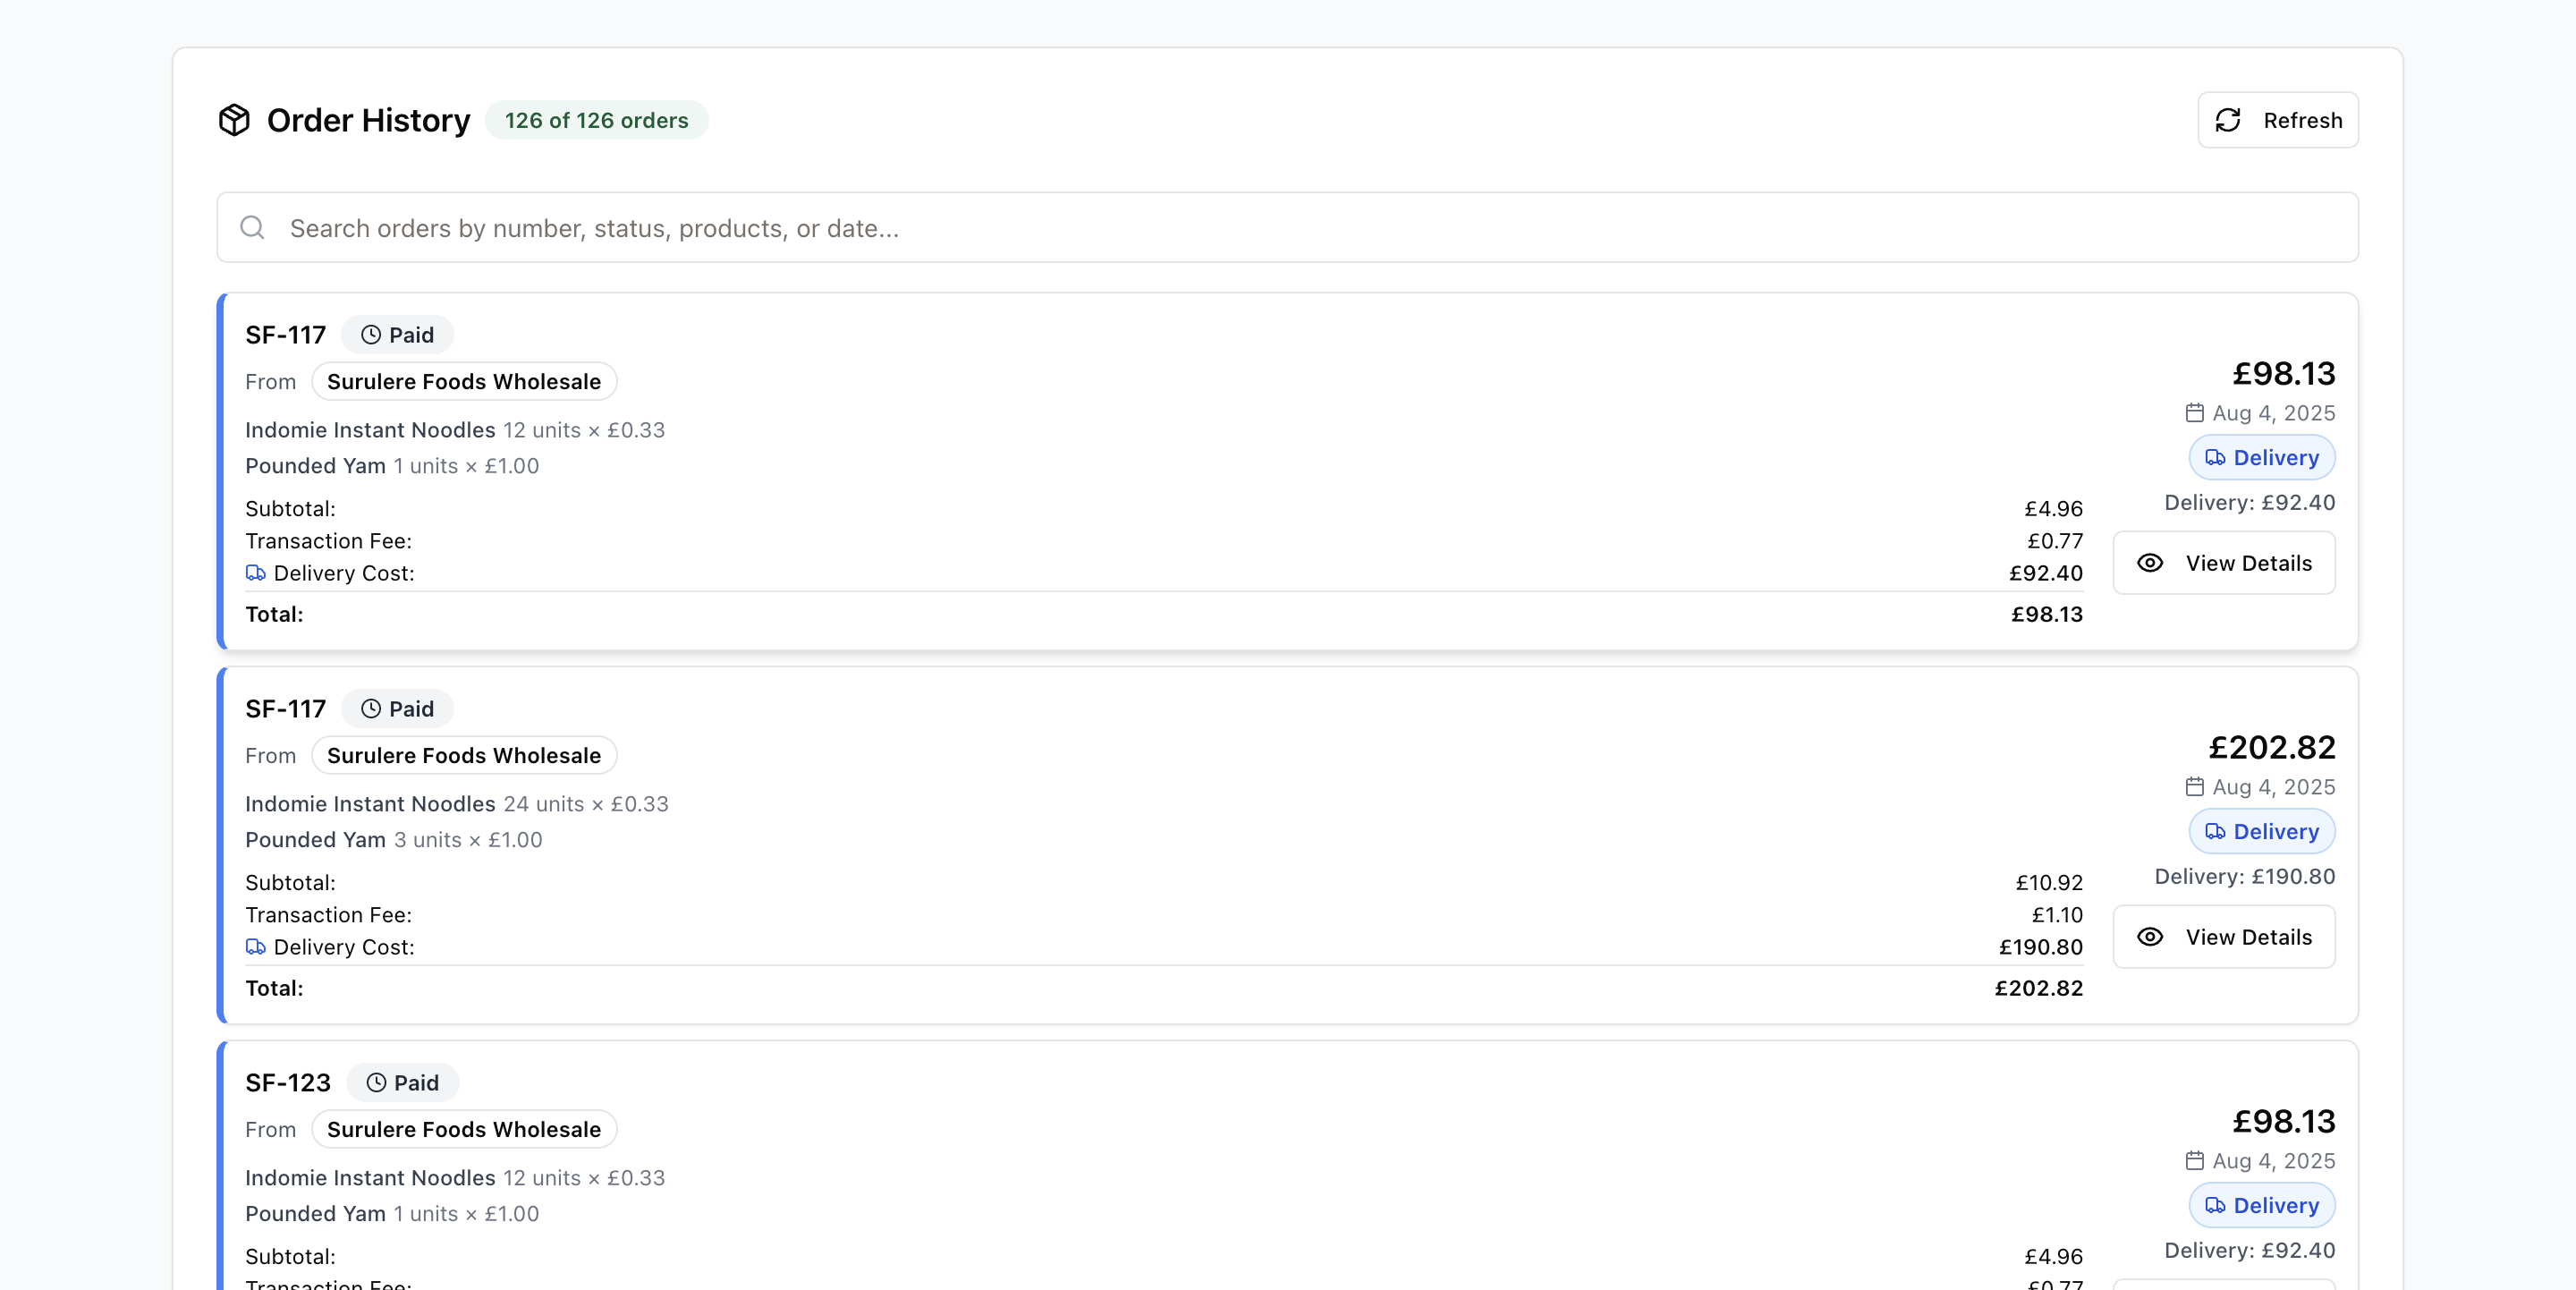 Order History 126 of 126 orders Refresh
Search orders by number, status, products, or date...
SF-117 Paid
From Surulere Foods Wholesale
£98.13
Aug 4, 2025
Indomie Instant Noodles 12 units × £0.33
Pounded Yam 1 units × £1.00
Delivery
Subtotal: £4.96
Delivery: £92.40
Transaction Fee: £0.77
Delivery Cost: £92.40
View Details
Total: £98.13
SF-117 Paid
From Surulere Foods Wholesale
£202.82
Aug 4, 2025
Indomie Instant Noodles 24 units × £0.33
Pounded Yam 3 units × £1.00
Delivery
Subtotal: £10.92
Delivery: £190.80
Transaction Fee: £1.10
Delivery Cost: £190.80
View Details
Total: £202.82
SF-123 Paid
From Surulere Foods Wholesale
£98.13
Aug 4, 2025
Indomie Instant Noodles 12 units × £0.33
Pounded Yam 1 units × £1.00
Delivery
Subtotal: £4.96
Delivery: £92.40
Transaction Fee: £0.77